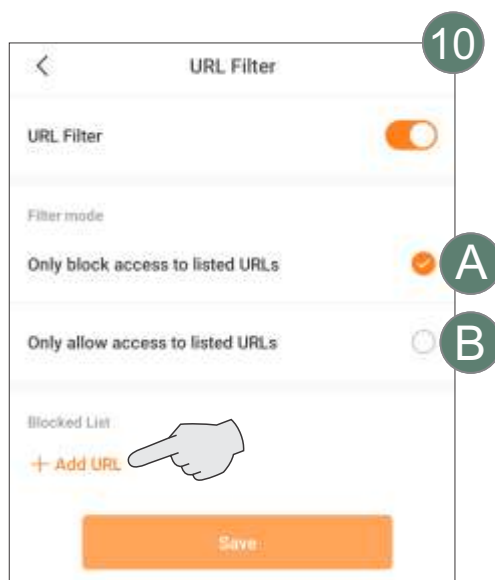 10
URL Filter
URL Filter
Filter mode
Only block access to listed URLs
A
Only allow access to listed URLs
B
Blocked List
+ Add URL
Save